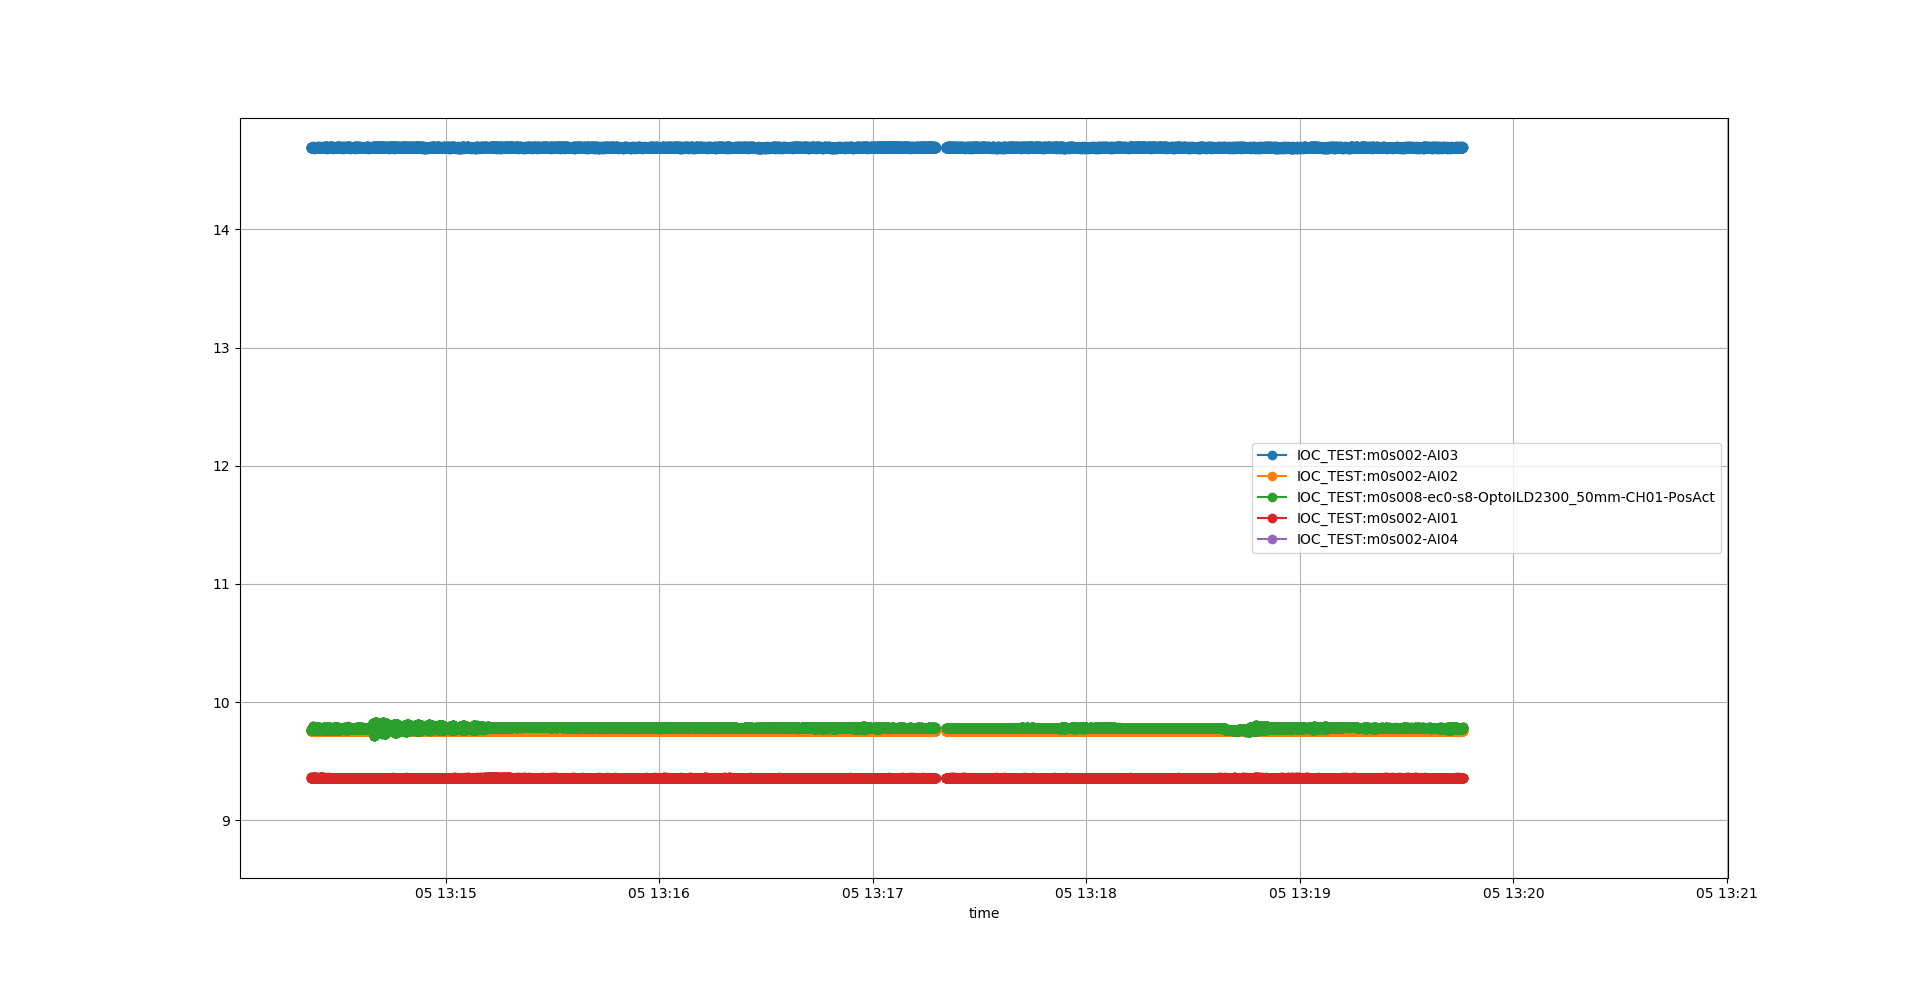 14
13
12
11
10
9
IOC_TEST:m0s002-AI03
IOC_TEST:m0s002-AI02
IOC_TEST:m0s008-ec0-s8-OptoILD2300_50mm-CH01-PosAct
IOC_TEST:m0s002-AI01
IOC_TEST:m0s002-AI04
05 13:15 05 13:16 05 13:17 05 13:18 05 13:19 05 13:20 05 13:21
time